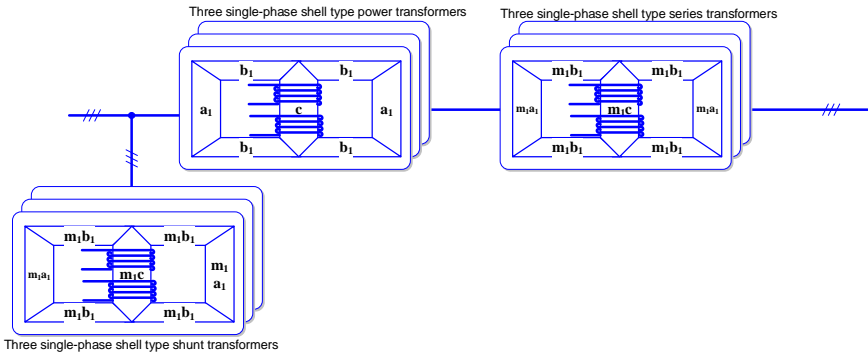 Three single-phase shell type power transformers
Three single-phase shell type series transformers
b₁ b₁
a₁ c a₁
b₁ b₁
m₁b₁ m₁b₁
m₁a₁ m₁c m₁a₁
m₁b₁ m₁b₁
m₁b₁ m₁b₁
m₁a₁ m₁c m₁
a₁
m₁b₁ m₁b₁
Three single-phase shell type shunt transformers